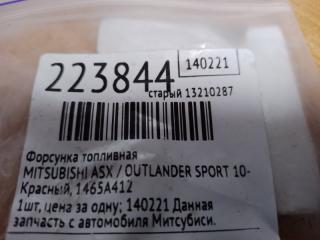 223844
140221
старый 13210287
Форсунка топливная
MITSUBISHI ASX / OUTLANDER SPORT 10-
Красный, 1465A412
1шт, цена за одну; 140221 Данная
запчасть с автомобиля Митсубиси.